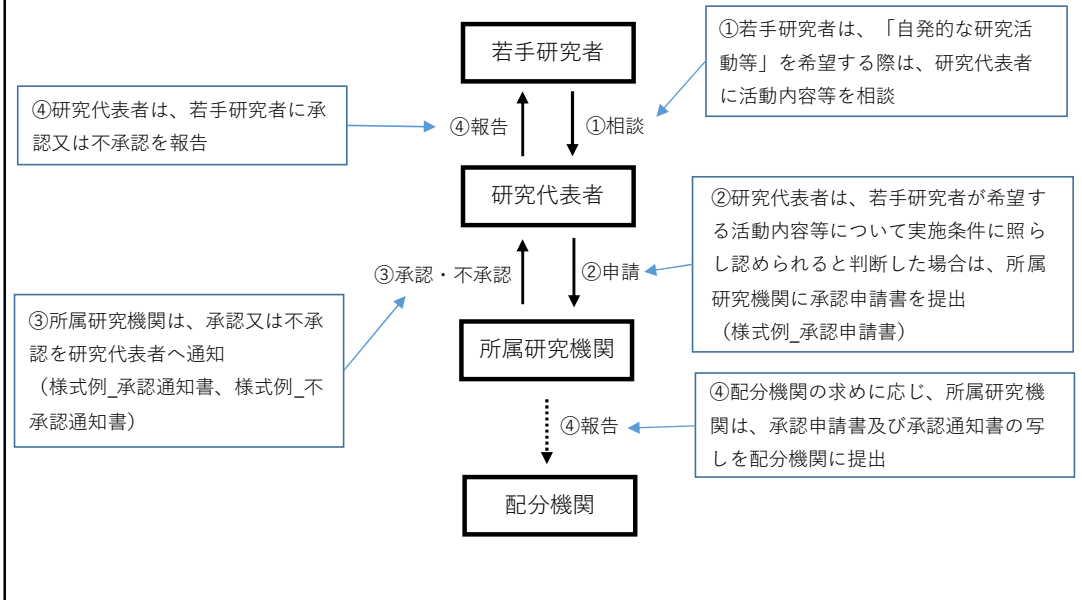 若手研究者
①若手研究者は、「自発的な研究活
動等」を希望する際は、研究代表者
に活動内容等を相談
④研究代表者は、若手研究者に承
認又は不承認を報告
④報告
①相談
研究代表者
②研究代表者は、若手研究者が希望す
る活動内容等について実施条件に照ら
し認められると判断した場合は、所属
研究機関に承認申請書を提出
（様式例_承認申請書）
③承認・不承認
②申請
③所属研究機関は、承認又は不承
認を研究代表者へ通知
（様式例_承認通知書、様式例_不
承認通知書）
所属研究機関
④配分機関の求めに応じ、所属研究機
関は、承認申請書及び承認通知書の写
しを配分機関に提出
④報告
配分機関